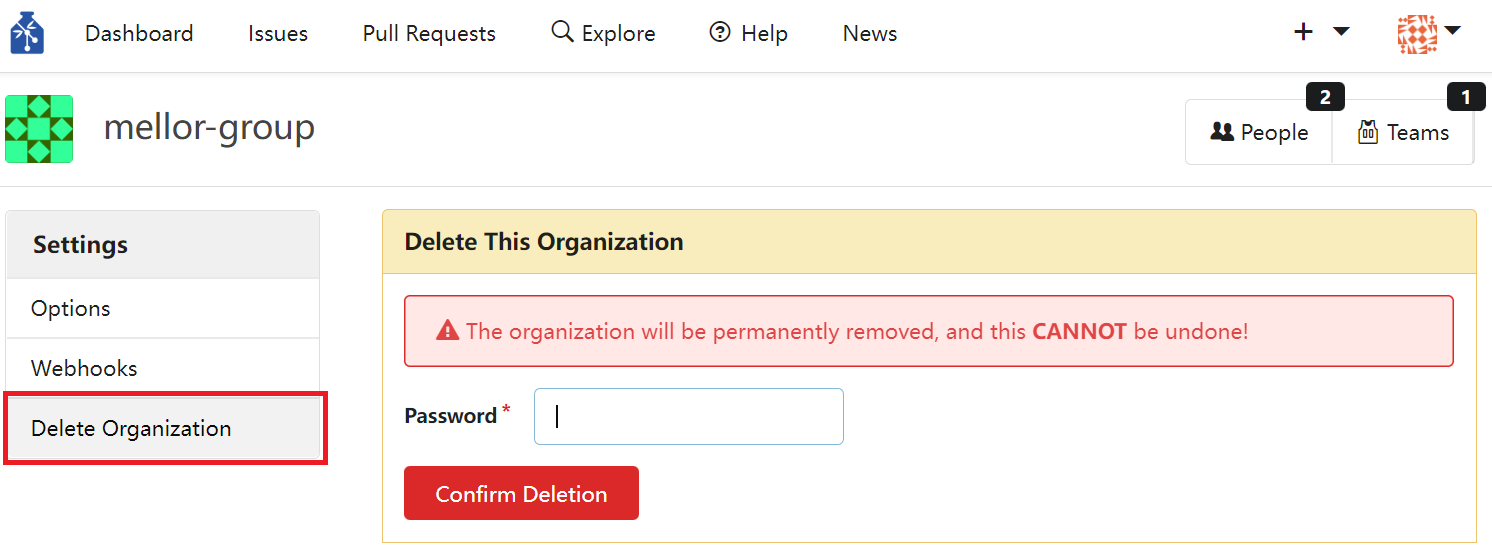 Dashboard Issues Pull Requests Explore Help News
mellor-group
2
People
1
Teams
Settings
Options
Webhooks
Delete Organization
Delete This Organization
The organization will be permanently removed, and this CANNOT be undone!
Password *
Confirm Deletion